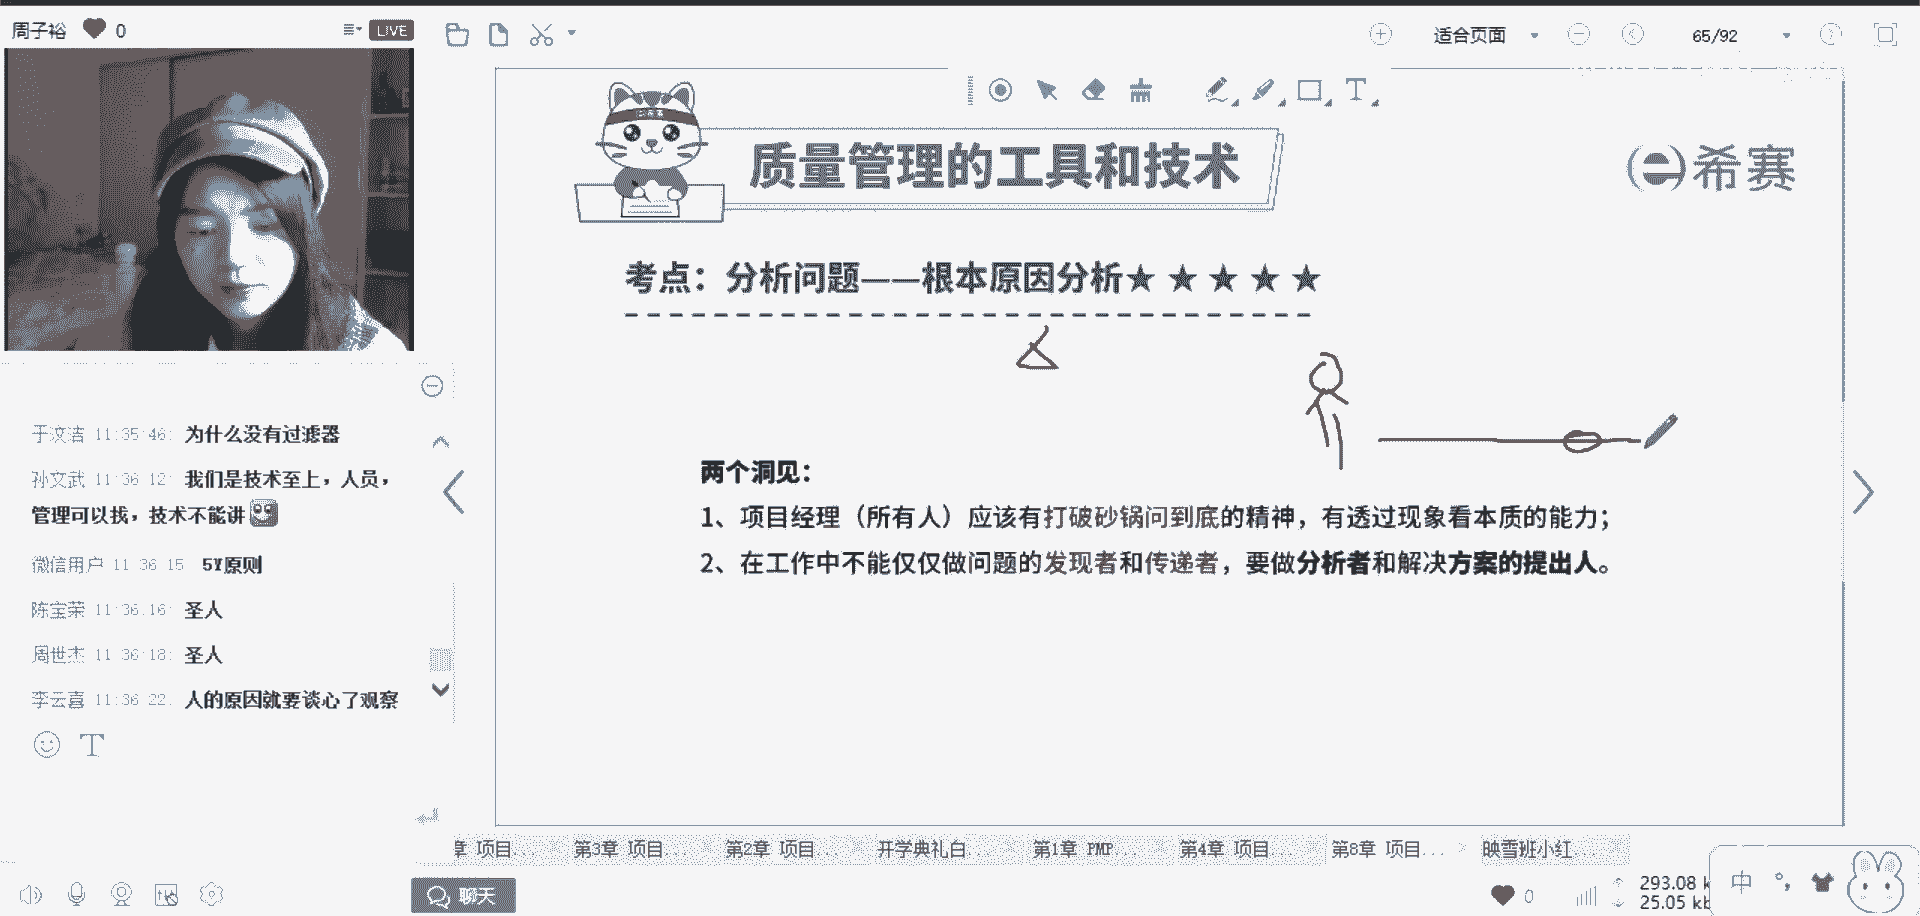 周子裕 0 LIVE
适合页面 65/92
质量管理的工具和技术
希赛
考点：分析问题——根本原因分析★★★★★
两个洞见：
1、项目经理（所有人）应该有打破砂锅问到底的精神，有透过现象看本质的能力；
2、在工作中不能仅仅做问题的发现者和传递者，要做分析者和解决方案的提出人。
于汶洁 11:35:46: 为什么没有过滤器
孙文武 11:36:12: 我们是技术至上，人员，
管理可以找，技术不能讲
微信用户 11:36:15 5Y原则
陈宝荣 11:36:16: 圣人
周世杰 11:36:18: 圣人
李云喜 11:36:22: 人的原因就要谈心了观察
章 项目... 第3章 项目... 第2章 项目... 开学典礼白... 第1章 PMP... 第4章 项目... 第8章 项目... 映雪班小红...
聊天 0 293.08 k 中
25.05 kb